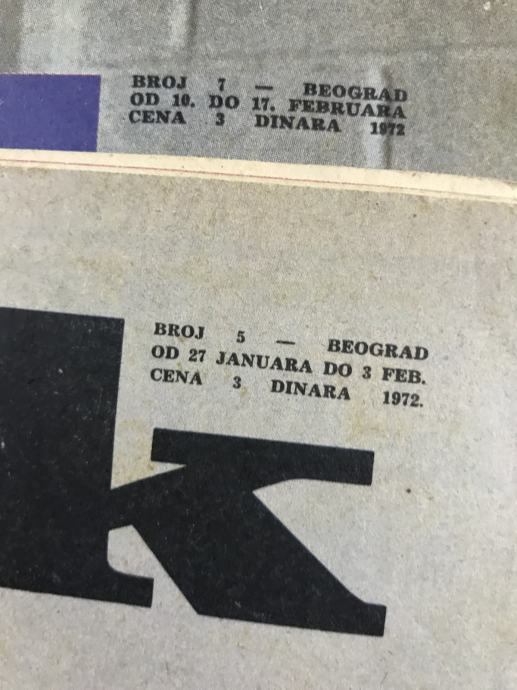 BROJ 7 — BEOGRAD
OD 10. DO 17. FEBRUARA
CENA 3 DINARA 1972
BROJ 5 — BEOGRAD
OD 27 JANUARA DO 3 FEB.
CENA 3 DINARA 1972.
k